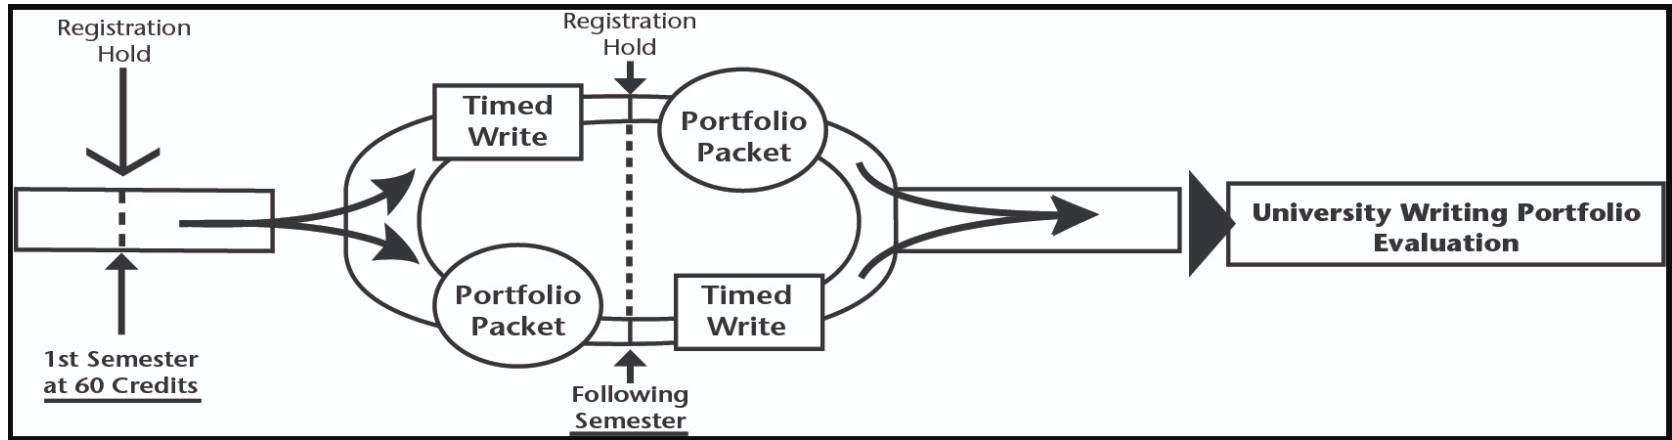 Registration
Hold
1st Semester
at 60 Credits
Timed
Write
Portfolio
Packet
Registration
Hold
Following
Semester
Portfolio
Packet
Timed
Write
University Writing Portfolio
Evaluation